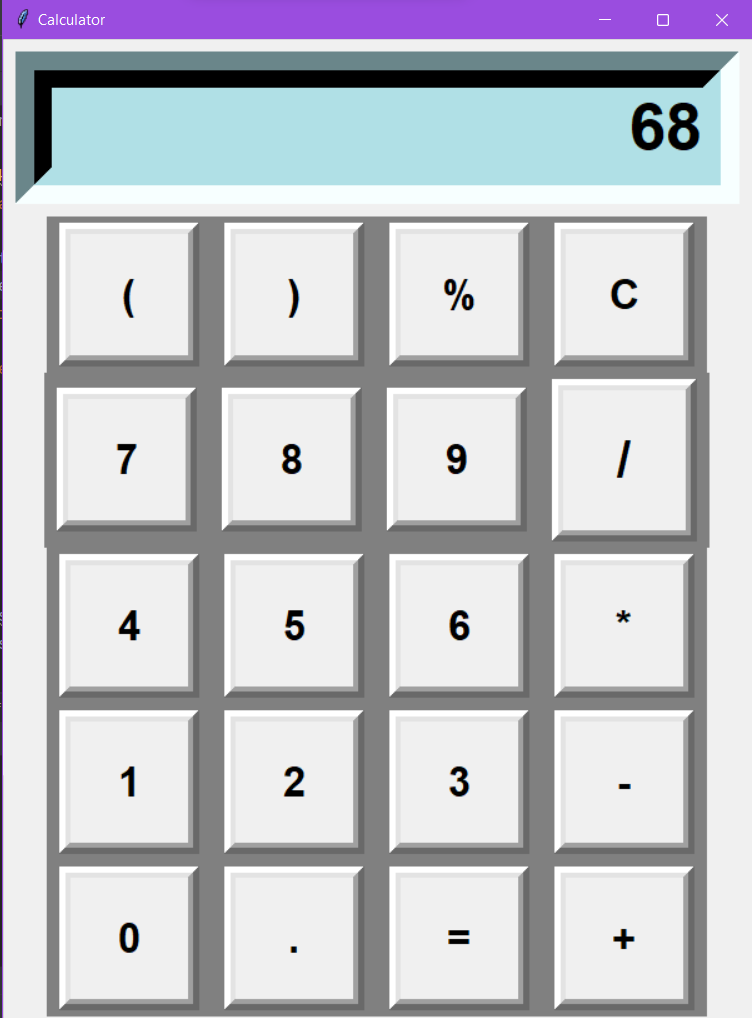 Calculator
68
( ) % C
7 8 9 /
4 5 6 *
1 2 3 -
0 . = +